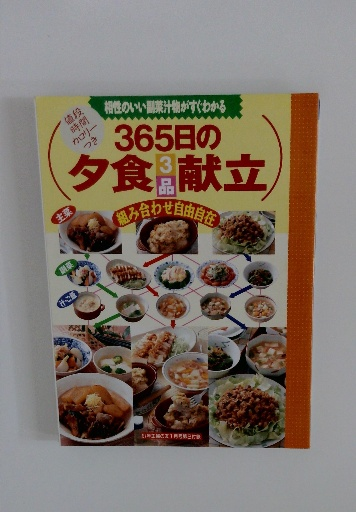 相性のいい副菜汁物がすぐわかる
値段
時間
カロリー
つき
365日の
夕食3品献立
組み合わせ自由自在
主菜
副菜
汁ご飯